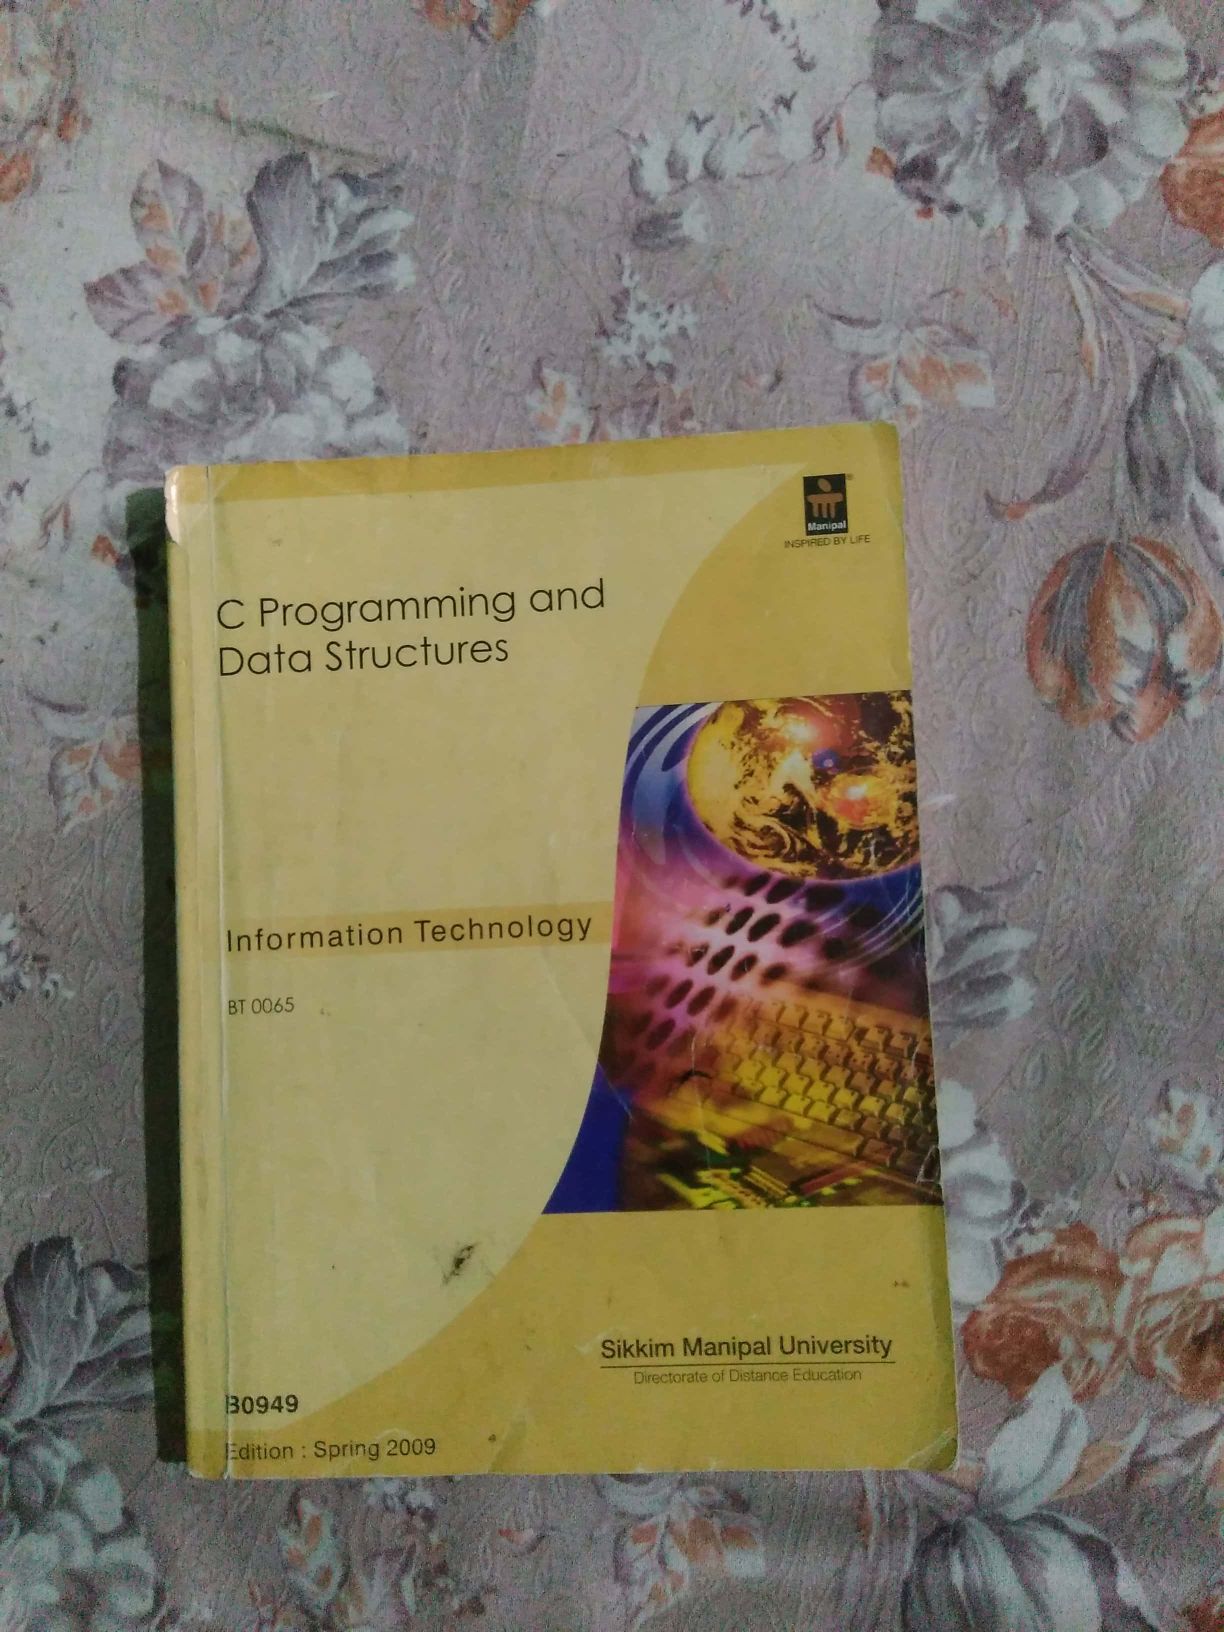 Manipal
INSPIRED BY LIFE
C Programming and
Data Structures
Information Technology
BT 0065
Sikkim Manipal University
Directorate of Distance Education
B0949
Edition : Spring 2009